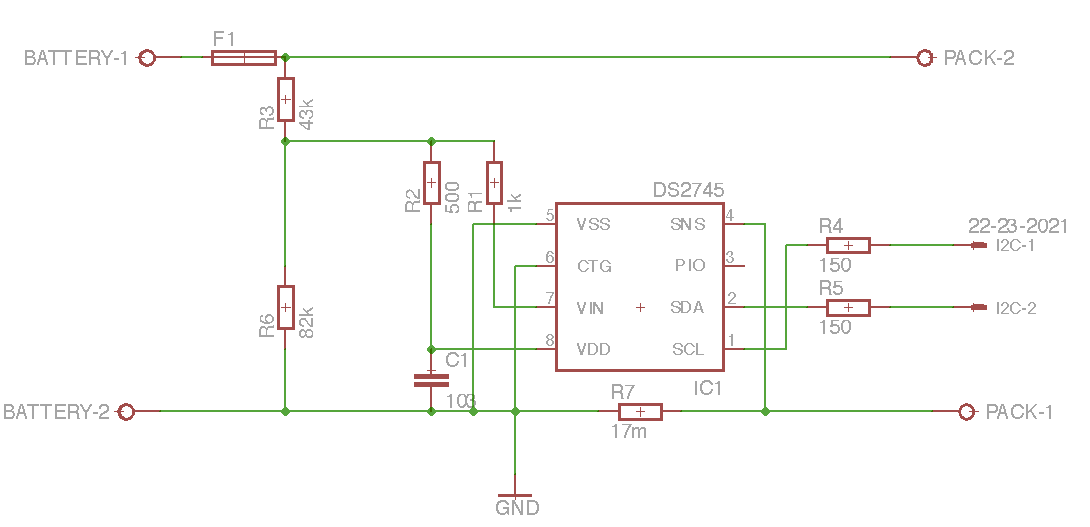 F1
BATTERY-1
PACK-2
R3
43k
R2
500
R1
1k
DS2745
5
VSS
SNS
4
6
CTG
PIO
3
7
VIN
SDA
2
8
VDD
SCL
1
IC1
R4
150
22-23-2021
I2C-1
R5
150
I2C-2
R6
82k
C1
103
BATTERY-2
R7
17m
PACK-1
GND